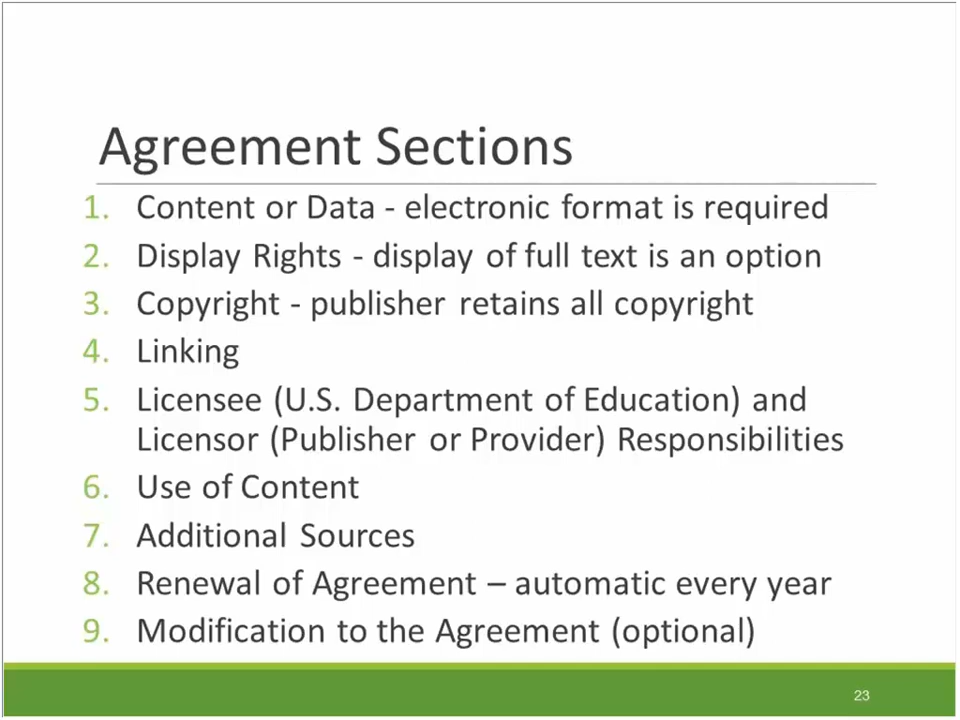 Agreement Sections
1. Content or Data - electronic format is required
2. Display Rights - display of full text is an option
3. Copyright - publisher retains all copyright
4. Linking
5. Licensee (U.S. Department of Education) and
Licensor (Publisher or Provider) Responsibilities
6. Use of Content
7. Additional Sources
8. Renewal of Agreement – automatic every year
9. Modification to the Agreement (optional)
23